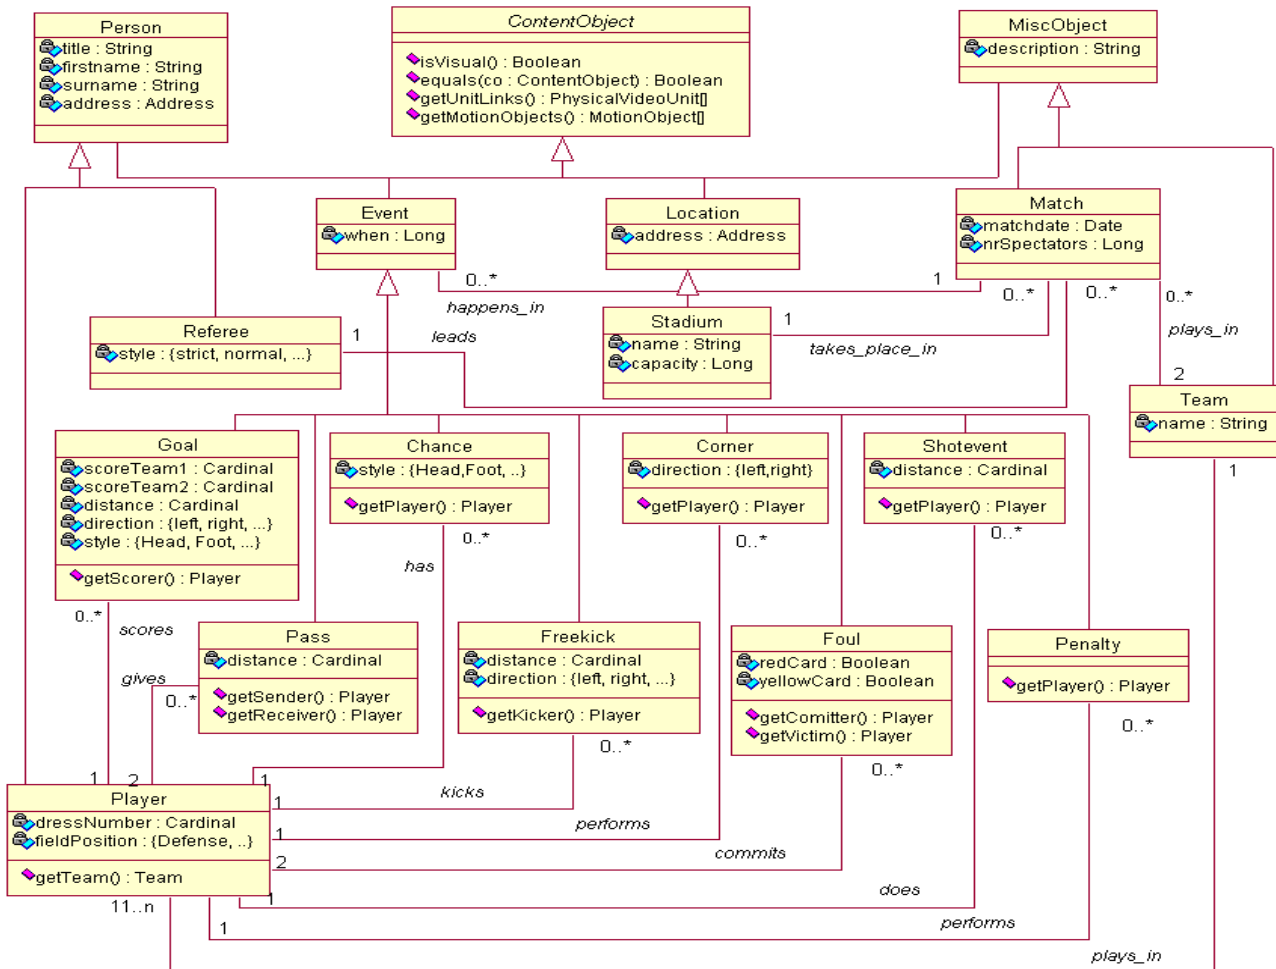 Person
title : String
firstname : String
surname : String
address : Address
ContentObject
isVisual() : Boolean
equals(co : ContentObject) : Boolean
getUnitLinks() : PhysicalVideoUnit[]
getMotionObjects() : MotionObject[]
MiscObject
description : String
Event
when : Long
Location
address : Address
Match
matchdate : Date
nrSpectators : Long
0..*
happens_in
1
0..*
0..*
0..*
Referee
style : {strict, normal, ...}
1
leads
Stadium
name : String
capacity : Long
1
takes_place_in
plays_in
2
Team
name : String
1
Goal
scoreTeam1 : Cardinal
scoreTeam2 : Cardinal
distance : Cardinal
direction : {left, right, ...}
style : {Head, Foot, ...}
getScorer() : Player
0..*
scores
Chance
style : {Head,Foot, ..}
getPlayer() : Player
0..*
has
Corner
direction : {left,right}
getPlayer() : Player
0..*
Shotevent
distance : Cardinal
getPlayer() : Player
0..*
Pass
distance : Cardinal
getSender() : Player
getReceiver() : Player
gives
0..*
Freekick
distance : Cardinal
direction : {left, right, ...}
getKicker() : Player
0..*
Foul
redCard : Boolean
yellowCard : Boolean
getComitter() : Player
getVictim() : Player
0..*
Penalty
getPlayer() : Player
0..*
1
2
1
Player
dressNumber : Cardinal
fieldPosition : {Defense, ..}
getTeam() : Team
1
kicks
1
performs
2
commits
1
does
11..n
1
performs
plays_in